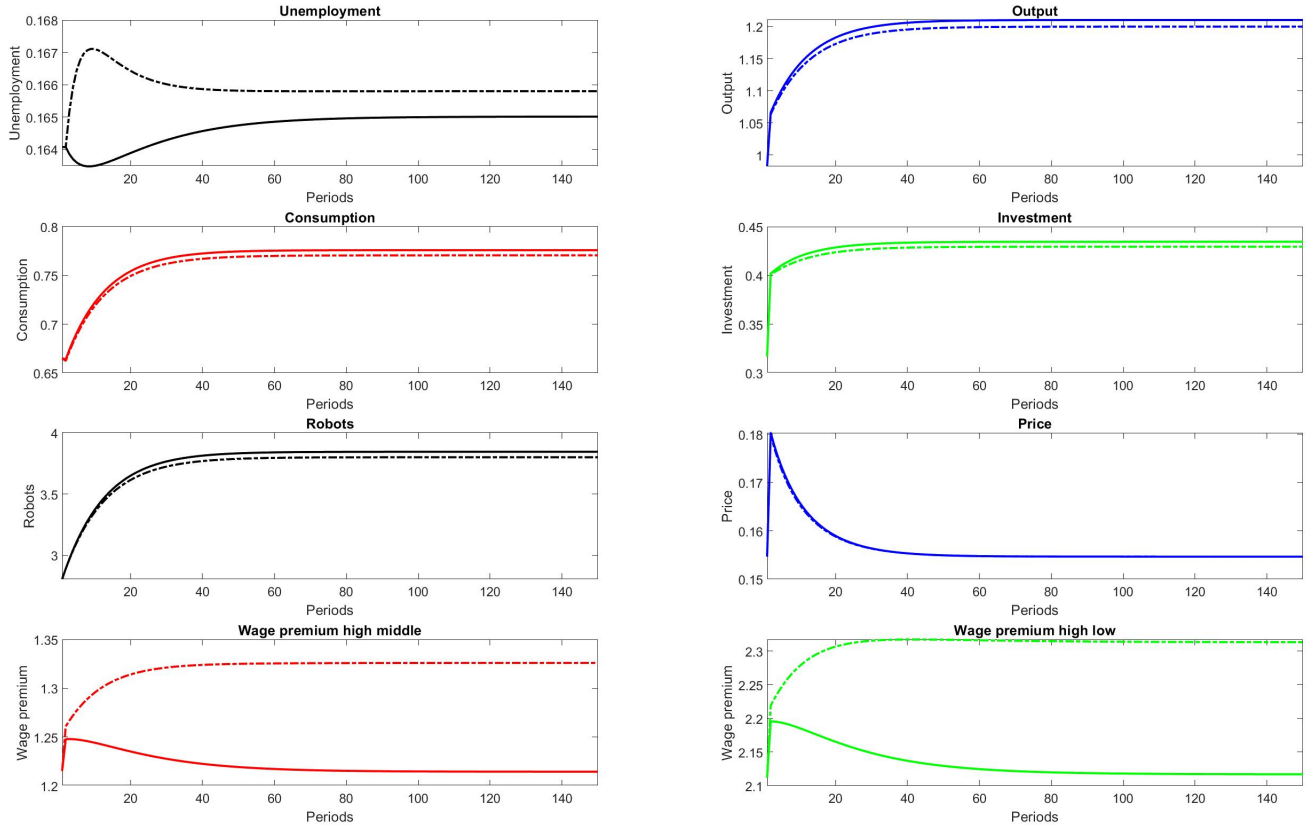 Unemployment
0.168
0.167
0.166
0.165
0.164
Unemployment
20 40 60 80 100 120 140
Periods
Output
1.2
1.15
1.1
1.05
1
Output
20 40 60 80 100 120 140
Periods
Consumption
0.8
0.75
0.7
0.65
Consumption
20 40 60 80 100 120 140
Periods
Investment
0.45
0.4
0.35
0.3
Investment
20 40 60 80 100 120 140
Periods
Robots
4
3.5
3
Robots
20 40 60 80 100 120 140
Periods
Price
0.18
0.17
0.16
0.15
Price
20 40 60 80 100 120 140
Periods
Wage premium high middle
1.35
1.3
1.25
1.2
Wage premium
20 40 60 80 100 120 140
Periods
Wage premium high low
2.3
2.25
2.2
2.15
2.1
Wage premium
20 40 60 80 100 120 140
Periods